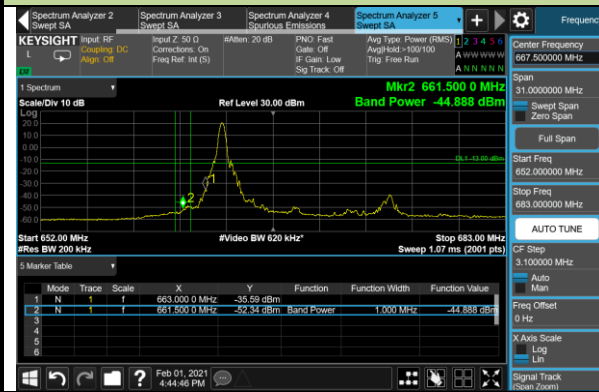 Spectrum Analyzer 2
Swept SA
Spectrum Analyzer 3
Swept SA
Spectrum Analyzer 4
Spurious Emissions
Spectrum Analyzer 5
Swept SA
Frequency
KEYSIGHT
L
Input: RF
Coupling: DC
Align: Off
Input Z: 50 Ω
Corrections: On
Freq Ref: Int (S)
#Atten: 20 dB
PNO: Fast
Gate: Off
IF Gain: Low
Sig Track: Off
Avg Type: Power (RMS)
Avg|Hold:>100/100
Trig: Free Run
1 2 3 4 5 6
A W W W W W
A N N N N N
1 Spectrum
Scale/Div 10 dB
Log
Ref Level 30.00 dBm
Mkr2 661.500 0 MHz
Band Power -44.888 dBm
20.0
10.0
0.00
-10.0
-20.0
-30.0
-40.0
-50.0
-60.0
DL1 -13.00 dBm
1
2
Start 652.00 MHz
#Res BW 200 kHz
#Video BW 620 kHz*
Stop 683.00 MHz
Sweep 1.07 ms (2001 pts)
5 Marker Table
Mode Trace Scale X Y Function Function Width Function Value
1 N 1 f 663.000 0 MHz -35.59 dBm
2 N 1 f 661.500 0 MHz -52.34 dBm Band Power 1.000 MHz -44.888 dBm
3
4
5
6
Feb 01, 2021
4:44:46 PM
Center Frequency
667.500000 MHz
Span
31.0000000 MHz
Swept Span
Zero Span
Full Span
Start Freq
652.000000 MHz
Stop Freq
683.000000 MHz
AUTO TUNE
CF Step
3.100000 MHz
Auto
Man
Freq Offset
0 Hz
X Axis Scale
Log
Lin
Signal Track
(Span Zoom)